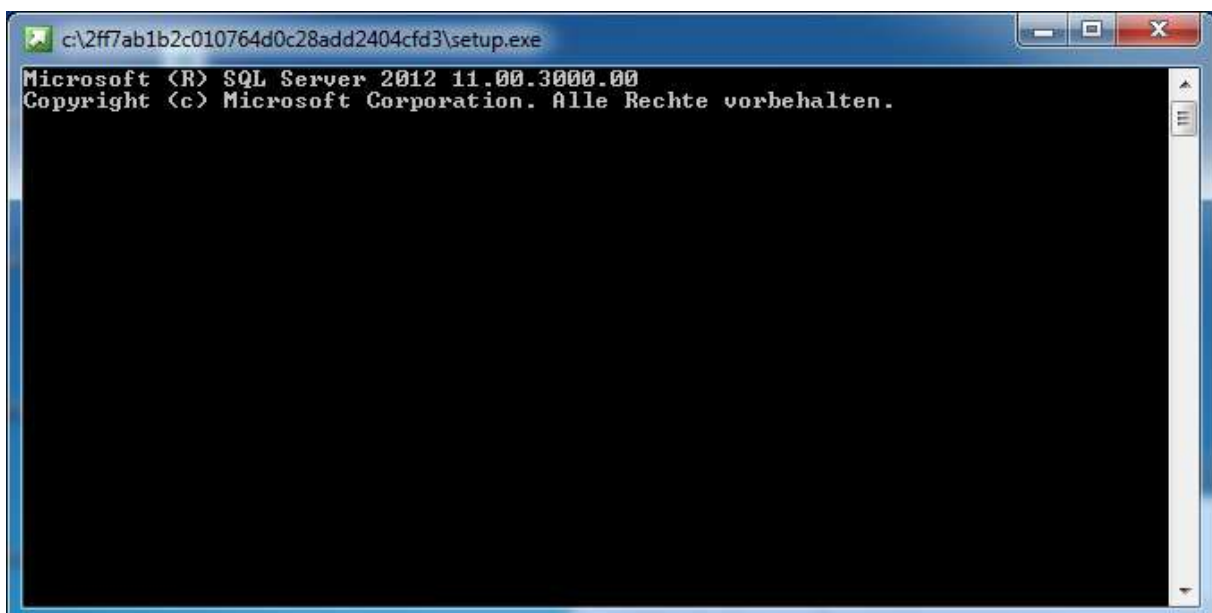 c:\2ff7ab1b2c010764d0c28add2404cfd3\setup.exe
Microsoft (R) SQL Server 2012 11.00.3000.00
Copyright (c) Microsoft Corporation. Alle Rechte vorbehalten.